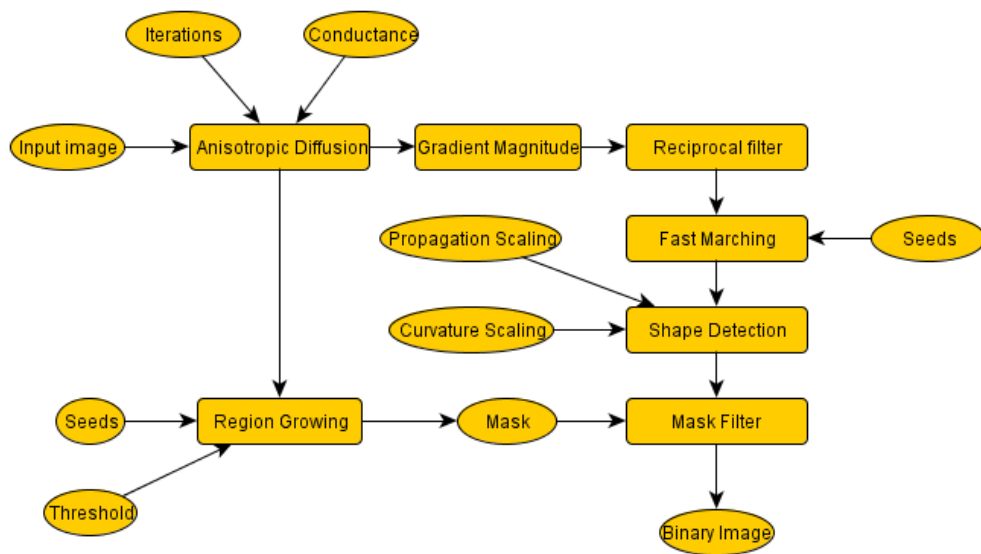 Iterations
Conductance
Input image
Anisotropic Diffusion
Gradient Magnitude
Reciprocal filter
Propagation Scaling
Fast Marching
Seeds
Curvature Scaling
Shape Detection
Seeds
Region Growing
Mask
Mask Filter
Threshold
Binary Image